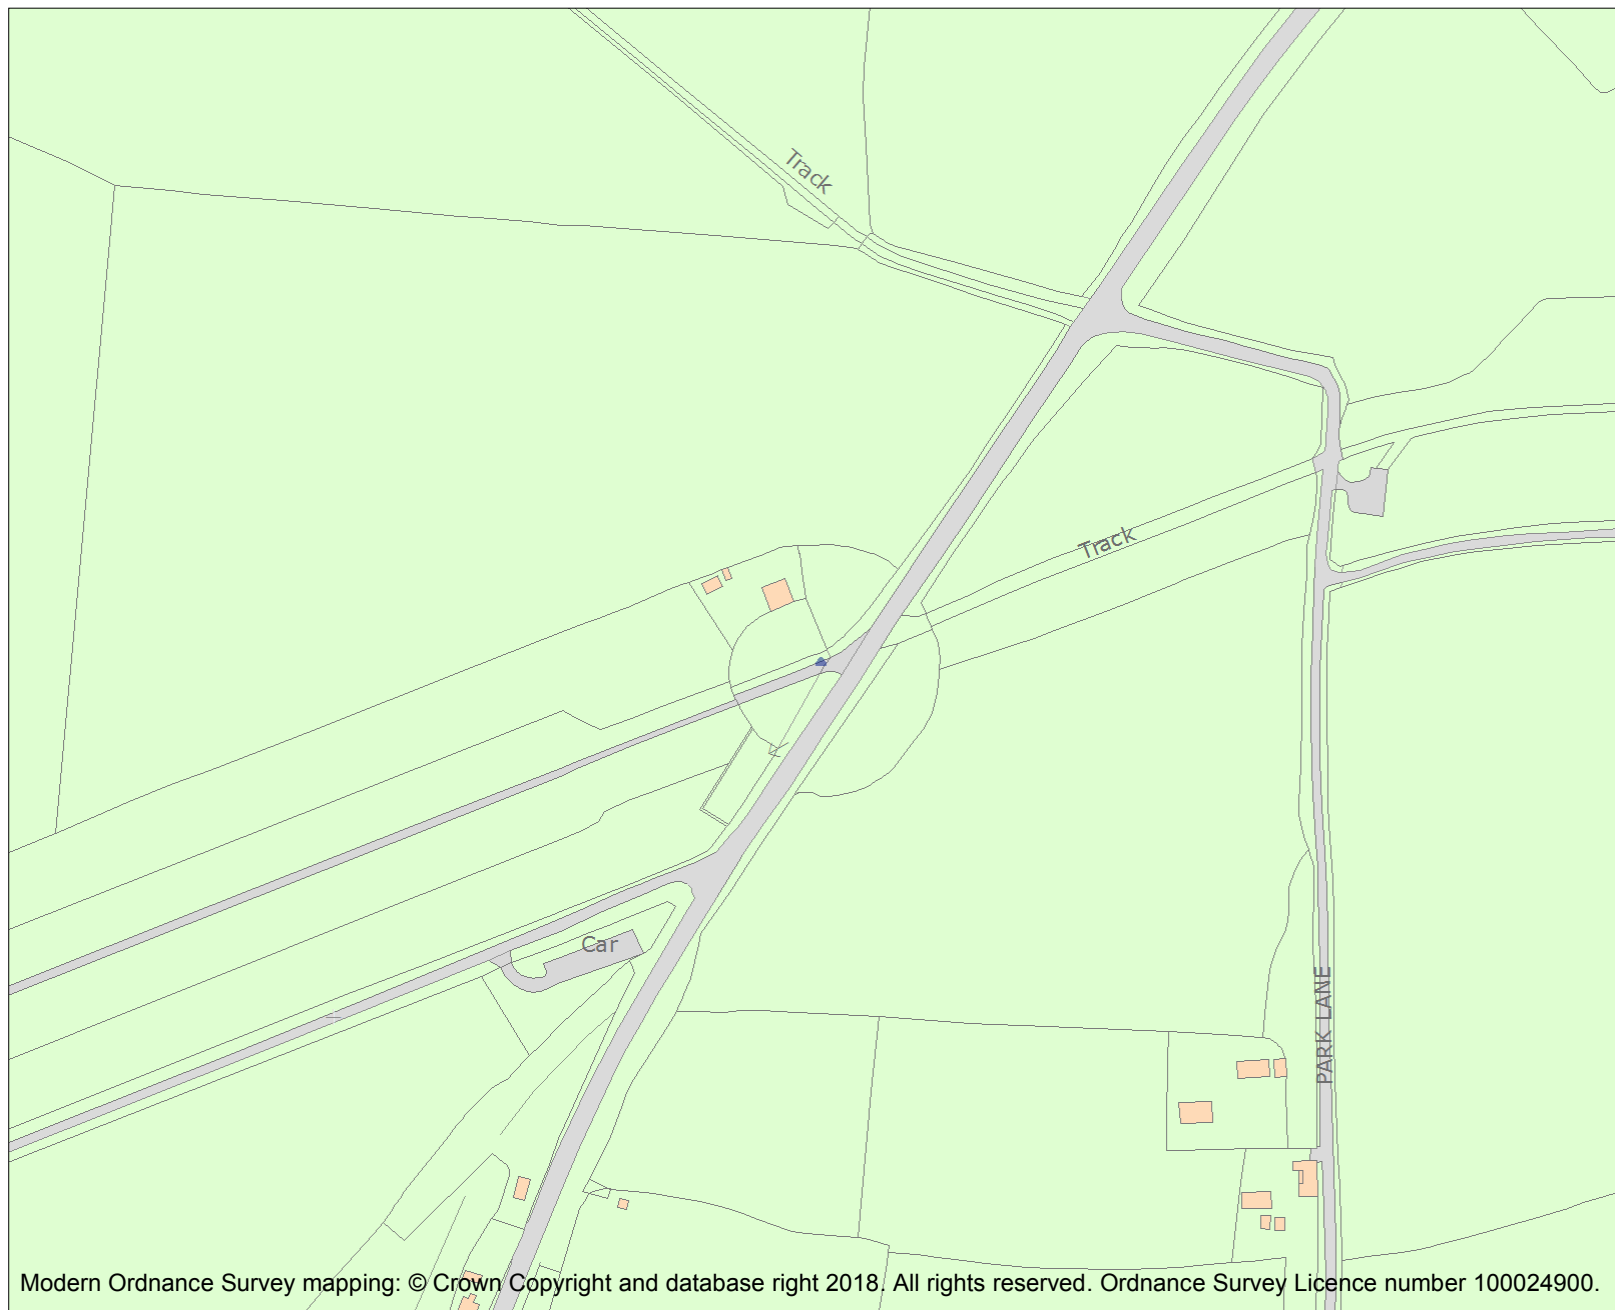 Track
Track
Car
PARK LANE
Modern Ordnance Survey mapping: © Crown Copyright and database right 2018. All rights reserved. Ordnance Survey Licence number 100024900.